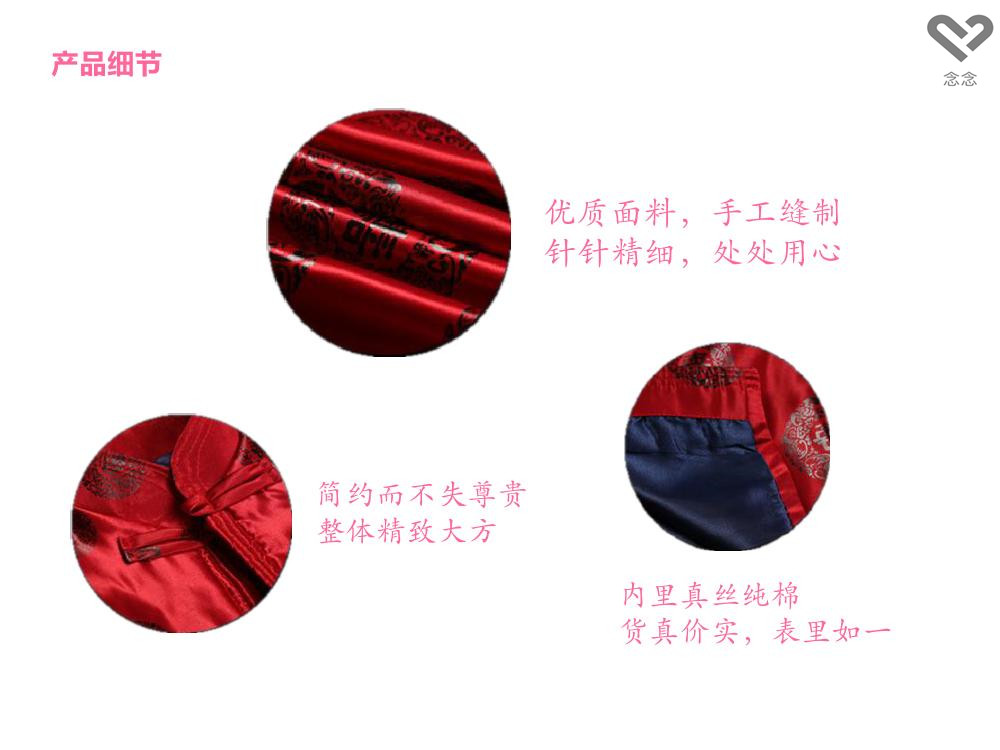 产品细节
念念
优质面料，手工缝制
针针精细，处处用心
简约而不失尊贵
整体精致大方
内里真丝纯棉
货真价实，表里如一